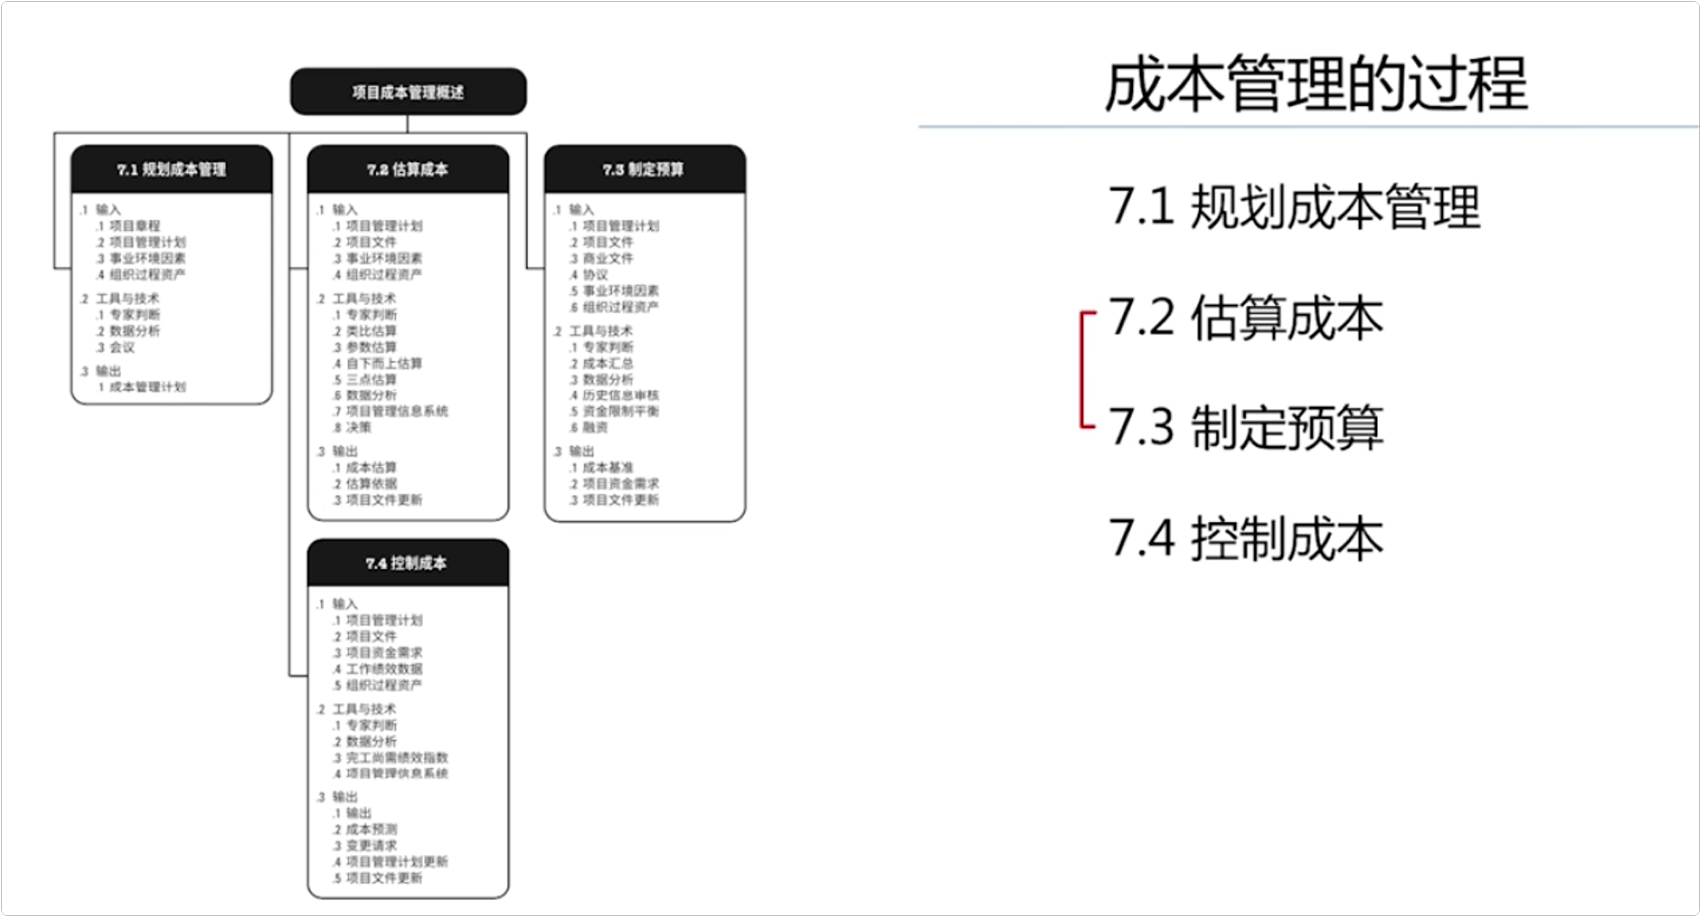 项目成本管理概述
7.1 规划成本管理
.1 输入
.1 项目章程
.2 项目管理计划
.3 事业环境因素
.4 组织过程资产
.2 工具与技术
.1 专家判断
.2 数据分析
.3 会议
.3 输出
1 成本管理计划
7.2 估算成本
.1 输入
.1 项目管理计划
.2 项目文件
.3 事业环境因素
.4 组织过程资产
.2 工具与技术
.1 专家判断
.2 类比估算
.3 参数估算
.4 自下而上估算
.5 三点估算
.6 数据分析
.7 项目管理信息系统
.8 决策
.3 输出
.1 成本估算
.2 估算依据
.3 项目文件更新
7.3 制定预算
.1 输入
.1 项目管理计划
.2 项目文件
.3 商业文件
.4 协议
.5 事业环境因素
.6 组织过程资产
.2 工具与技术
.1 专家判断
.2 成本汇总
.3 数据分析
.4 历史信息审核
.5 资金限制平衡
.6 融资
.3 输出
.1 成本基准
.2 项目资金需求
.3 项目文件更新
7.4 控制成本
.1 输入
.1 项目管理计划
.2 项目文件
.3 项目资金需求
.4 工作绩效数据
.5 组织过程资产
.2 工具与技术
.1 专家判断
.2 数据分析
.3 完工尚需绩效指数
.4 项目管理信息系统
.3 输出
.1 输出
.2 成本预测
.3 变更请求
.4 项目管理计划更新
.5 项目文件更新
成本管理的过程
7.1 规划成本管理
7.2 估算成本
7.3 制定预算
7.4 控制成本